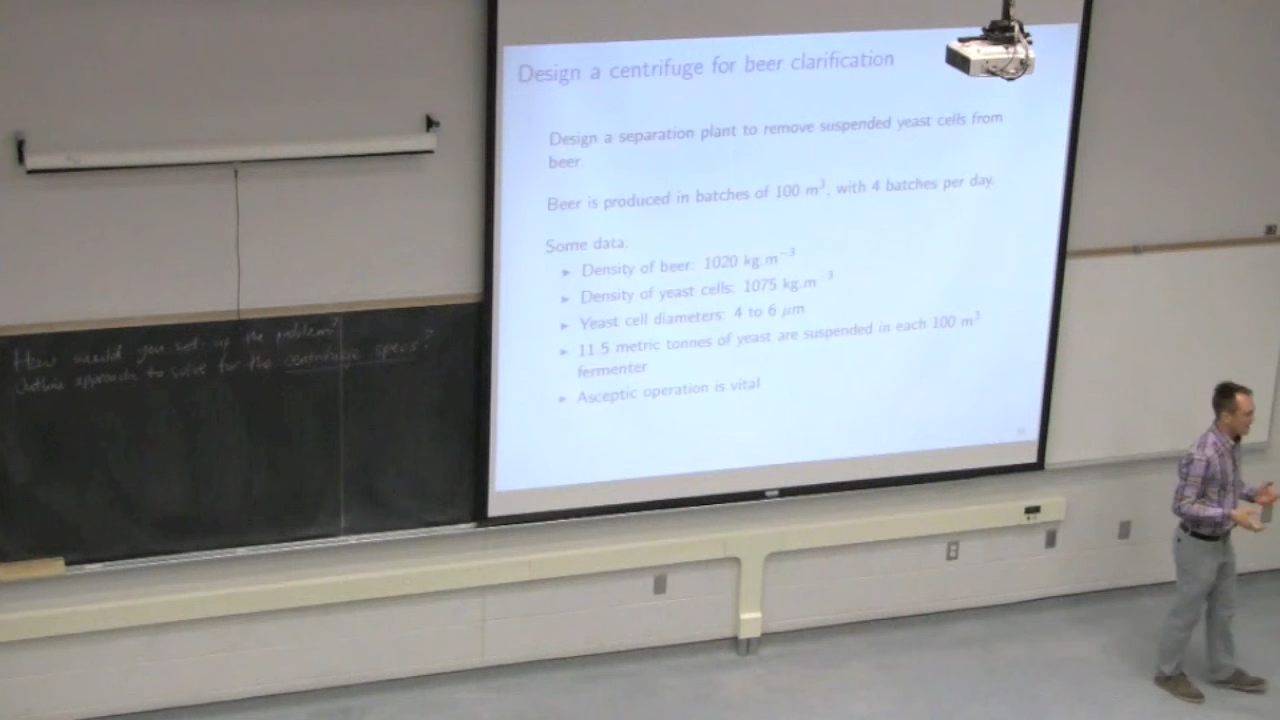 Design a centrifuge for beer clarification
Design a separation plant to remove suspended yeast cells from
beer.
Beer is produced in batches of 100 m³, with 4 batches per day.
Some data:
▸ Density of beer: 1020 kg.m⁻³
▸ Density of yeast cells: 1075 kg.m⁻³
▸ Yeast cell diameters: 4 to 6 μm
▸ 11.5 metric tonnes of yeast are suspended in each 100 m³
fermenter
▸ Asceptic operation is vital
How would you set-up the problem?
Outline approach to solve for the centrifuge specs?